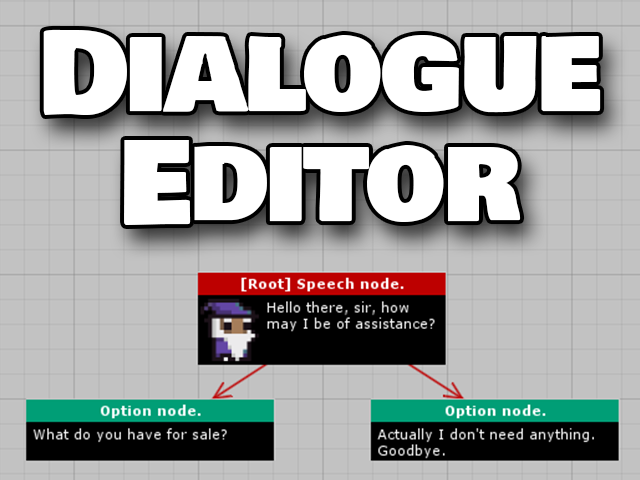 DIALOGUE
EDITOR
[Root] Speech node.
Hello there, sir, how
may I be of assistance?
Option node.
What do you have for sale?
Option node.
Actually I don't need anything.
Goodbye.